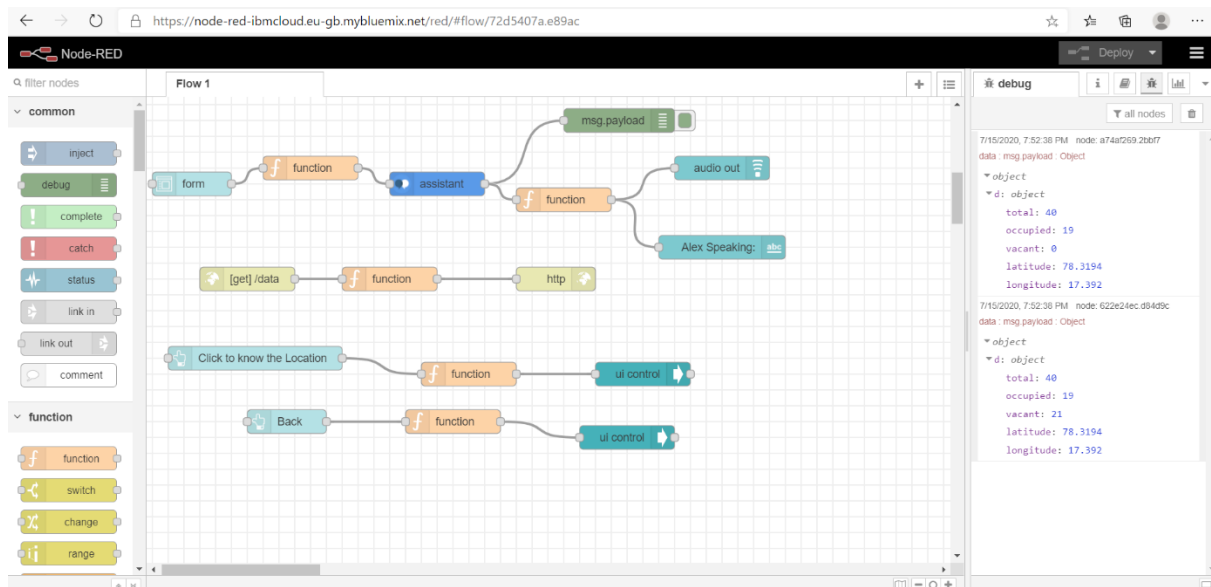 https://node-red-ibmcloud.eu-gb.mybluemix.net/red/#flow/72d5407a.e89ac
Node-RED
Deploy
filter nodes
Flow 1
debug
i
all nodes
common
inject
debug
complete
catch
status
link in
link out
comment
function
function
switch
change
range
msg.payload
form
function
assistant
audio out
function
Alex Speaking:
abc
[get] /data
function
http
Click to know the Location
function
ui control
Back
function
ui control
7/15/2020, 7:52:38 PM node: a74af269.2bbf7
data : msg.payload : Object
object
d: object
total: 40
occupied: 19
vacant: 0
latitude: 78.3194
longitude: 17.392
7/15/2020, 7:52:38 PM node: 622e24ec.d84d9c
data : msg.payload : Object
object
d: object
total: 40
occupied: 19
vacant: 21
latitude: 78.3194
longitude: 17.392